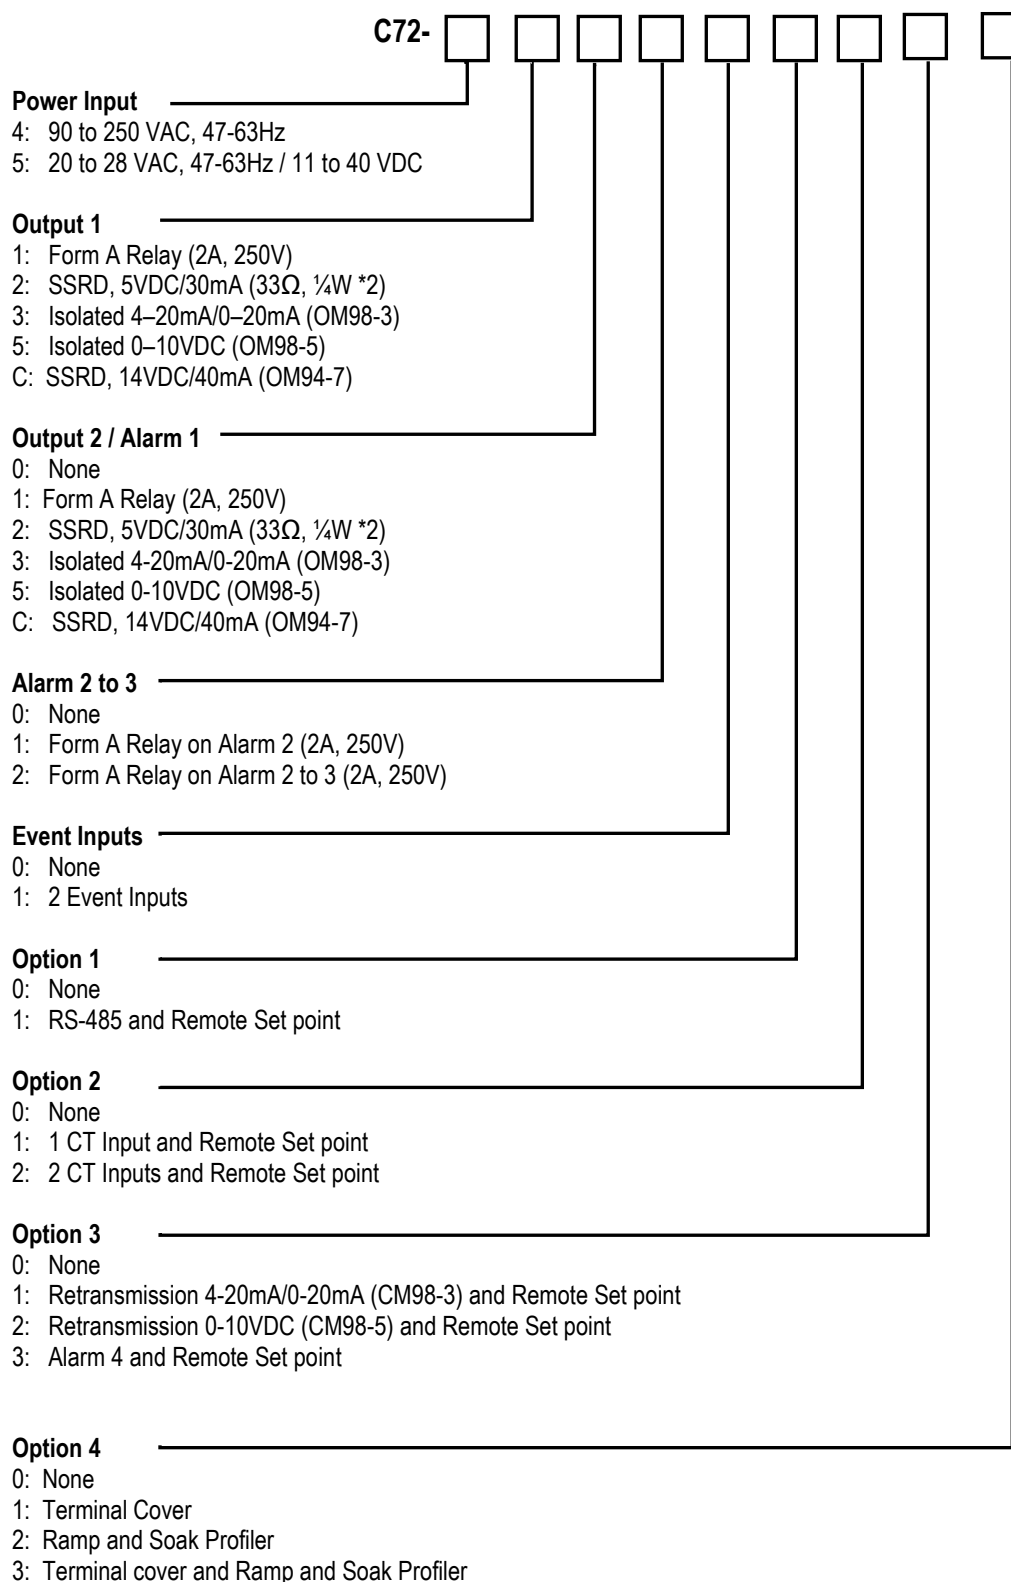 C72-
Power Input
4: 90 to 250 VAC, 47-63Hz
5: 20 to 28 VAC, 47-63Hz / 11 to 40 VDC
Output 1
1: Form A Relay (2A, 250V)
2: SSRD, 5VDC/30mA (33Ω, ¼W *2)
3: Isolated 4–20mA/0–20mA (OM98-3)
5: Isolated 0–10VDC (OM98-5)
C: SSRD, 14VDC/40mA (OM94-7)
Output 2 / Alarm 1
0: None
1: Form A Relay (2A, 250V)
2: SSRD, 5VDC/30mA (33Ω, ¼W *2)
3: Isolated 4-20mA/0-20mA (OM98-3)
5: Isolated 0-10VDC (OM98-5)
C: SSRD, 14VDC/40mA (OM94-7)
Alarm 2 to 3
0: None
1: Form A Relay on Alarm 2 (2A, 250V)
2: Form A Relay on Alarm 2 to 3 (2A, 250V)
Event Inputs
0: None
1: 2 Event Inputs
Option 1
0: None
1: RS-485 and Remote Set point
Option 2
0: None
1: 1 CT Input and Remote Set point
2: 2 CT Inputs and Remote Set point
Option 3
0: None
1: Retransmission 4-20mA/0-20mA (CM98-3) and Remote Set point
2: Retransmission 0-10VDC (CM98-5) and Remote Set point
3: Alarm 4 and Remote Set point
Option 4
0: None
1: Terminal Cover
2: Ramp and Soak Profiler
3: Terminal cover and Ramp and Soak Profiler